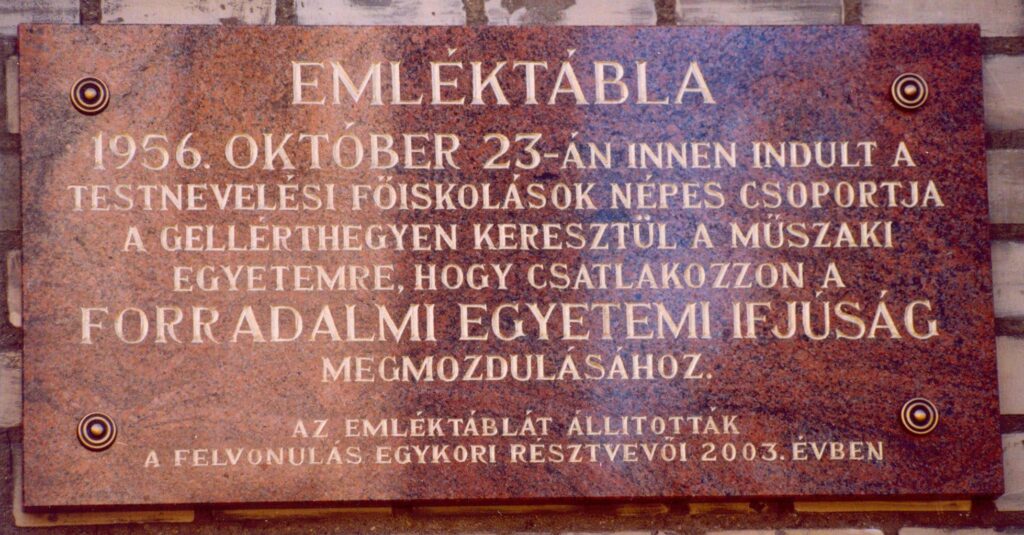 EMLÉKTÁBLA
1956. OKTÓBER 23-ÁN INNEN INDULT A
TESTNEVELÉSI FŐISKOLÁSOK NÉPES CSOPORTJA
A GELLÉRTHEGYEN KERESZTÜL A MŰSZAKI
EGYETEMRE, HOGY CSATLAKOZZON A
FORRADALMI EGYETEMI IFJÚSÁG
MEGMOZDULÁSÁHOZ.
AZ EMLÉKTÁBLÁT ÁLLITOTTÁK
A FELVONULÁS EGYKORI RÉSZTVEVŐI 2003. ÉVBEN